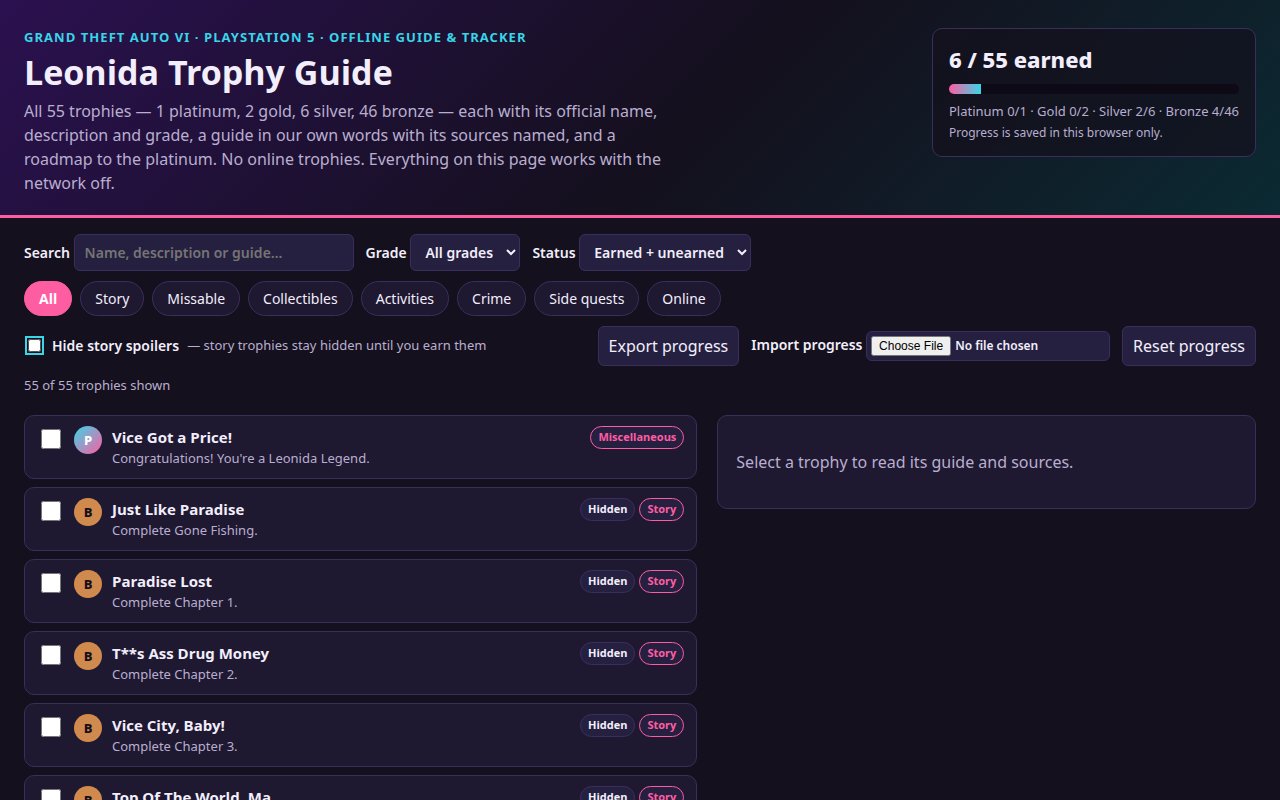 GRAND THEFT AUTO VI · PLAYSTATION 5 · OFFLINE GUIDE & TRACKER
Leonida Trophy Guide
All 55 trophies — 1 platinum, 2 gold, 6 silver, 46 bronze — each with its official name,
description and grade, a guide in our own words with its sources named, and a
roadmap to the platinum. No online trophies. Everything on this page works with the
network off.
6 / 55 earned
Platinum 0/1 · Gold 0/2 · Silver 2/6 · Bronze 4/46
Progress is saved in this browser only.
Search Name, description or guide... Grade All grades Status Earned + unearned
All Story Missable Collectibles Activities Crime Side quests Online
Hide story spoilers — story trophies stay hidden until you earn them Export progress Import progress Choose File No file chosen Reset progress
55 of 55 trophies shown
P Vice Got a Price! Miscellaneous
Congratulations! You're a Leonida Legend.
Select a trophy to read its guide and sources.
B Just Like Paradise Hidden Story
Complete Gone Fishing.
B Paradise Lost Hidden Story
Complete Chapter 1.
B T**s Ass Drug Money Hidden Story
Complete Chapter 2.
B Vice City, Baby! Hidden Story
Complete Chapter 3.
B Top Of The World, Ma Hidden Story